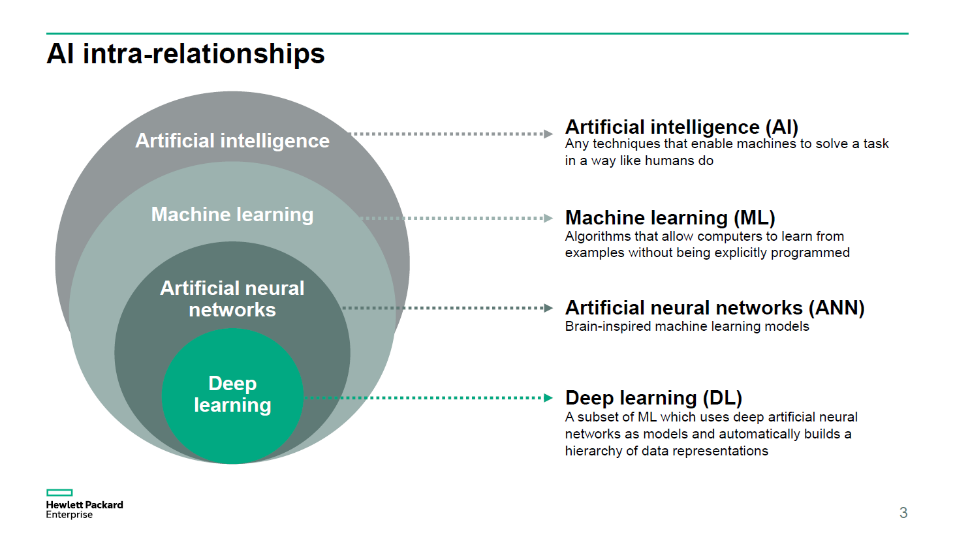 AI intra-relationships
Artificial intelligence
Machine learning
Artificial neural
networks
Deep
learning
Artificial intelligence (AI)
Any techniques that enable machines to solve a task
in a way like humans do
Machine learning (ML)
Algorithms that allow computers to learn from
examples without being explicitly programmed
Artificial neural networks (ANN)
Brain-inspired machine learning models
Deep learning (DL)
A subset of ML which uses deep artificial neural
networks as models and automatically builds a
hierarchy of data representations
Hewlett Packard
Enterprise
3